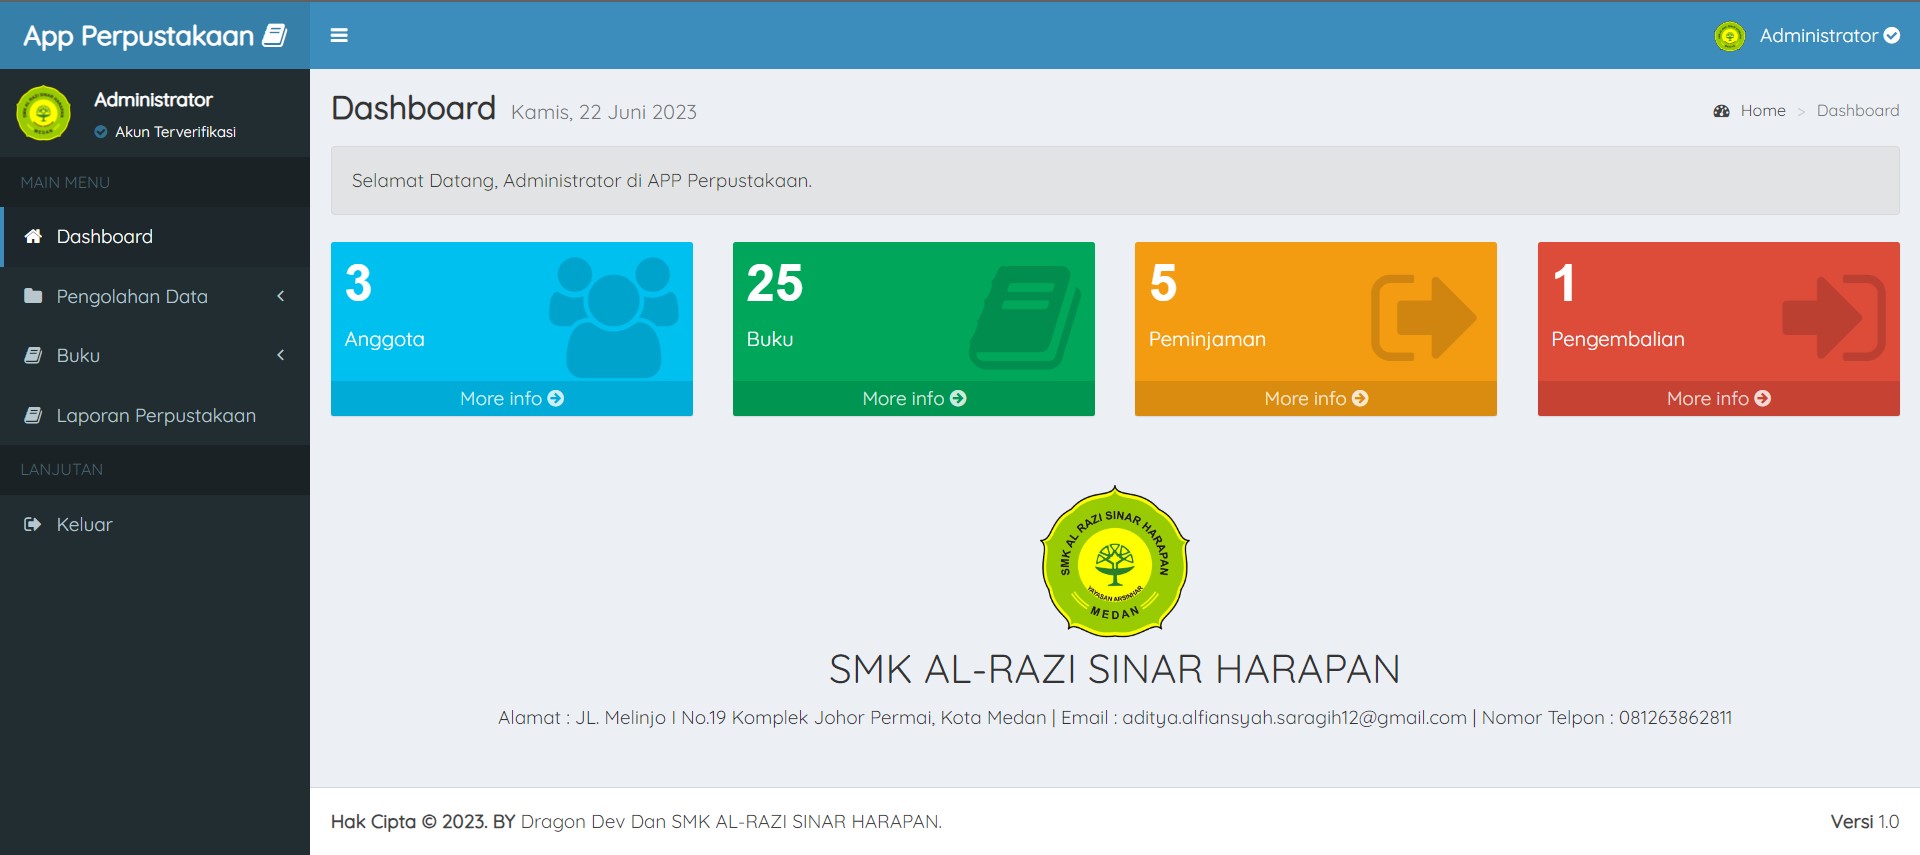 App Perpustakaan
Administrator
Administrator
Akun Terverifikasi
MAIN MENU
Dashboard
Pengolahan Data
Buku
Laporan Perpustakaan
LANJUTAN
Keluar
Dashboard Kamis, 22 Juni 2023
Home > Dashboard
Selamat Datang, Administrator di APP Perpustakaan.
3
Anggota
More info
25
Buku
More info
5
Peminjaman
More info
1
Pengembalian
More info
SMK AL RAZI SINAR HARAPAN
YAYASAN ARSINHAR
MEDAN
SMK AL-RAZI SINAR HARAPAN
Alamat : JL. Melinjo I No.19 Komplek Johor Permai, Kota Medan | Email : aditya.alfiansyah.saragih12@gmail.com | Nomor Telpon : 081263862811
Hak Cipta © 2023. BY Dragon Dev Dan SMK AL-RAZI SINAR HARAPAN.
Versi 1.0